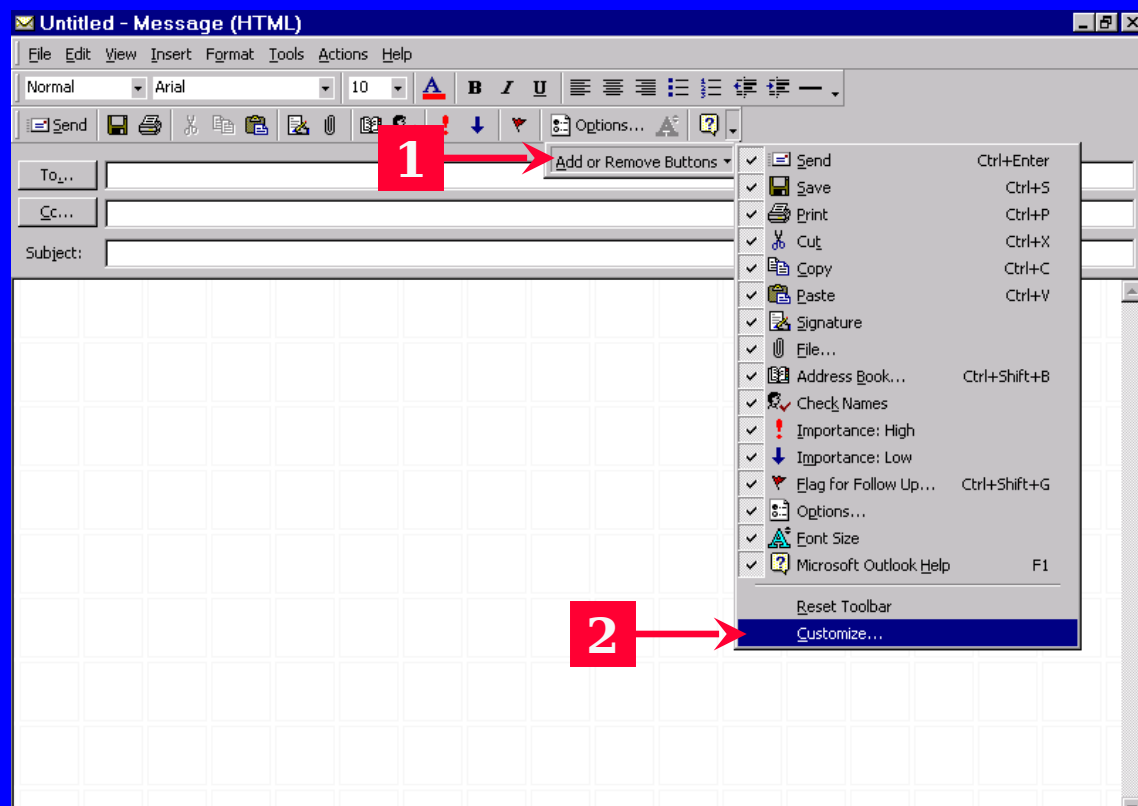 Untitled - Message (HTML)
File Edit View Insert Format Tools Actions Help
Normal Arial 10 A B I U
Send Options...
1
Add or Remove Buttons
To...
Cc...
Subject:
Send Ctrl+Enter
Save Ctrl+S
Print Ctrl+P
Cut Ctrl+X
Copy Ctrl+C
Paste Ctrl+V
Signature
File...
Address Book... Ctrl+Shift+B
Check Names
Importance: High
Importance: Low
Flag for Follow Up... Ctrl+Shift+G
Options...
Font Size
Microsoft Outlook Help F1
Reset Toolbar
2
Customize...